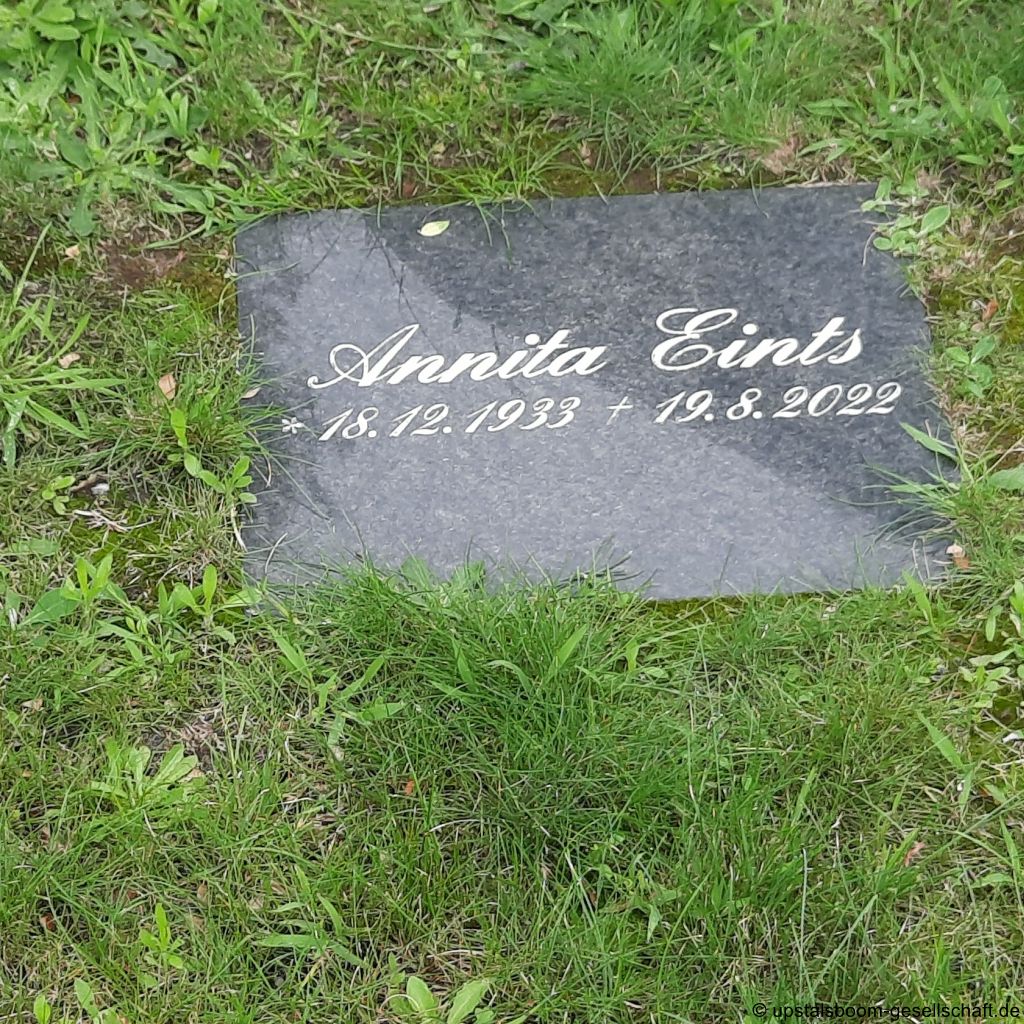 Annita Eints
* 18. 12. 1933 + 19. 8. 2022
© upstalsboom-gesellschaft.de